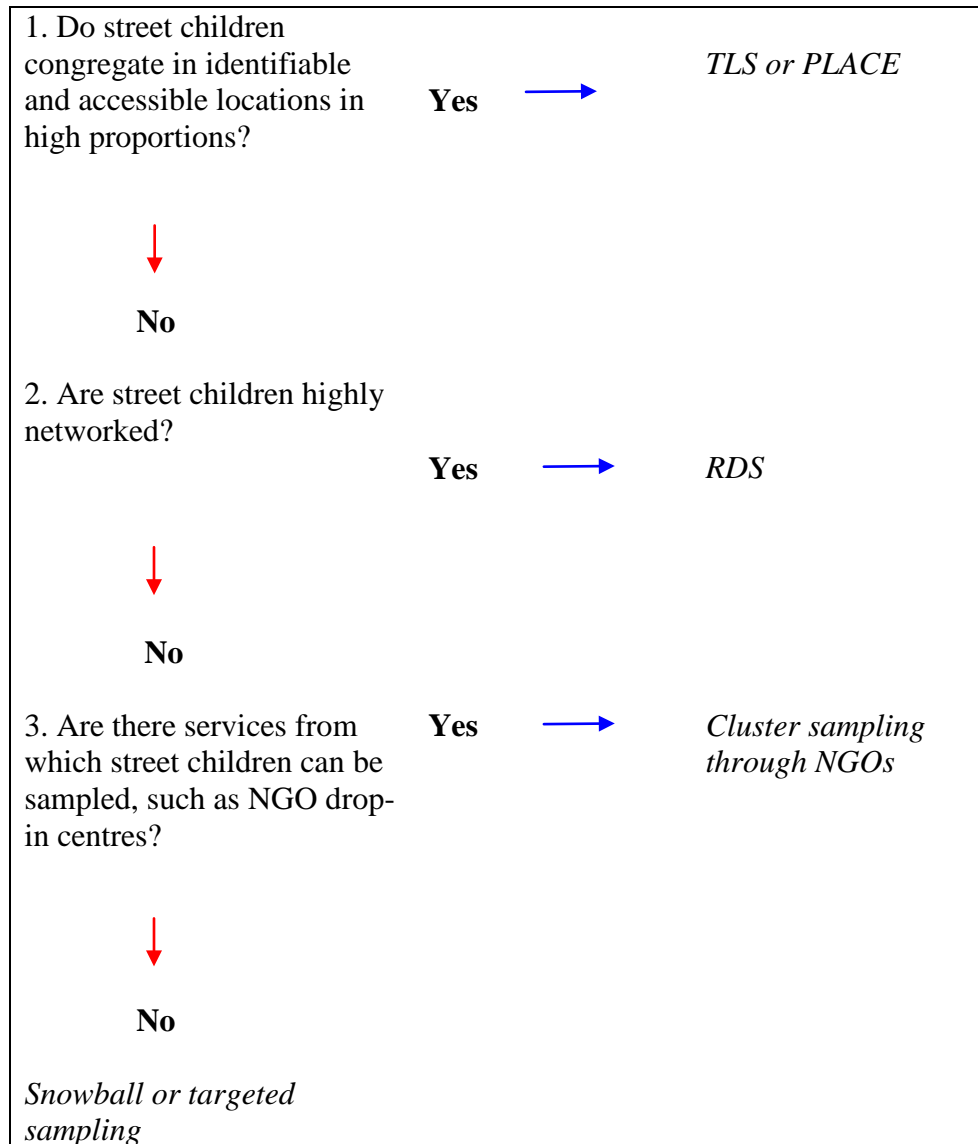 1. Do street children
congregate in identifiable
and accessible locations in
high proportions?
Yes
TLS or PLACE
No
2. Are street children highly
networked?
Yes
RDS
No
3. Are there services from
which street children can be
sampled, such as NGO drop-
in centres?
Yes
Cluster sampling
through NGOs
No
Snowball or targeted
sampling